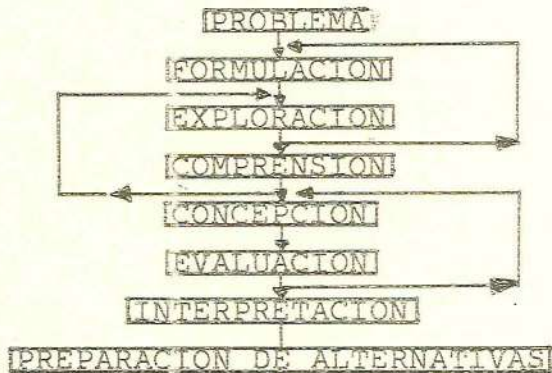 PROBLEMA
FORMULACION
EXPLORACION
COMPRENSION
CONCEPCION
EVALUACION
INTERPRETACION
PREPARACION DE ALTERNATIVAS